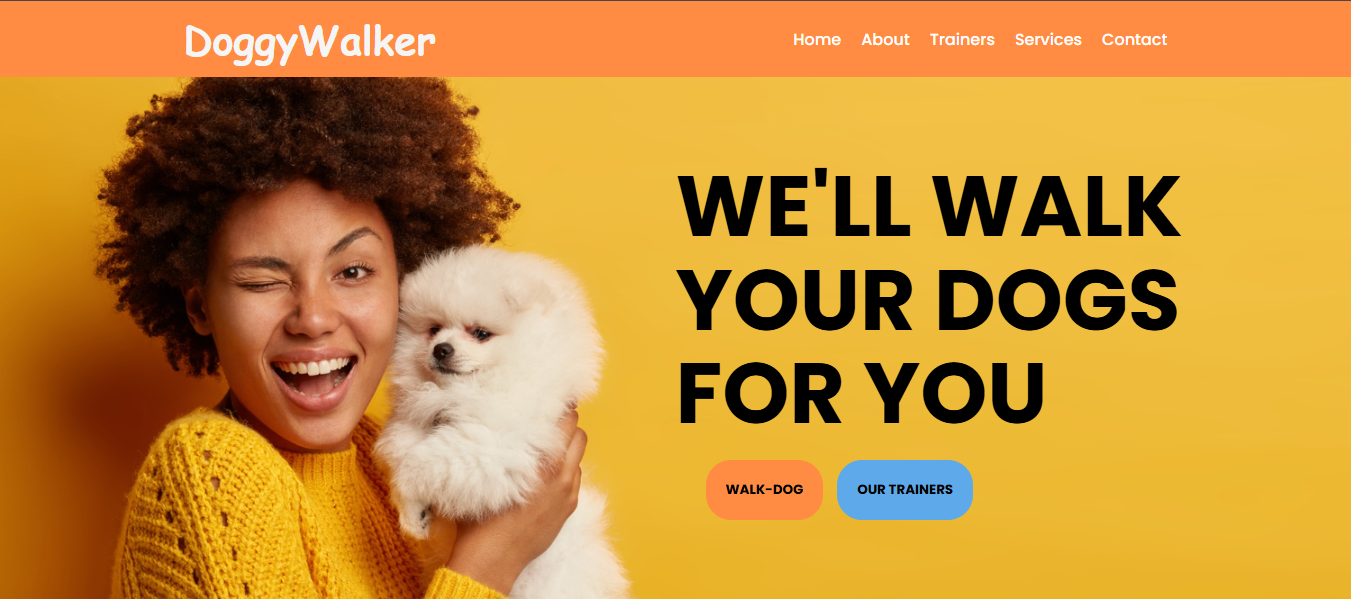 DoggyWalker
Home About Trainers Services Contact
WE'LL WALK
YOUR DOGS
FOR YOU
WALK-DOG
OUR TRAINERS